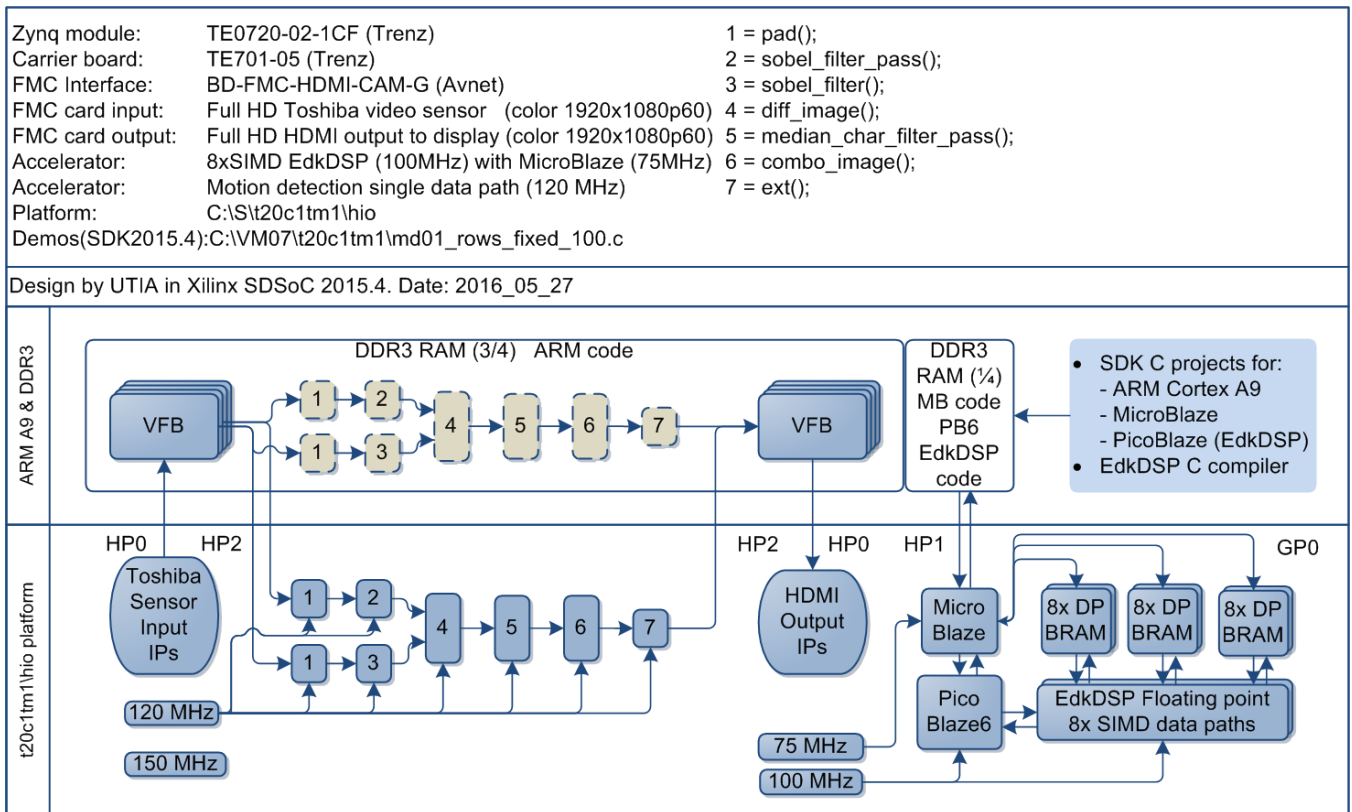 Zynq module: TE0720-02-1CF (Trenz) 1 = pad();
Carrier board: TE701-05 (Trenz) 2 = sobel_filter_pass();
FMC Interface: BD-FMC-HDMI-CAM-G (Avnet) 3 = sobel_filter();
FMC card input: Full HD Toshiba video sensor (color 1920x1080p60) 4 = diff_image();
FMC card output: Full HD HDMI output to display (color 1920x1080p60) 5 = median_char_filter_pass();
Accelerator: 8xSIMD EdkDSP (100MHz) with MicroBlaze (75MHz) 6 = combo_image();
Accelerator: Motion detection single data path (120 MHz) 7 = ext();
Platform: C:\S\t20c1tm1\hio
Demos(SDK2015.4):C:\VM07\t20c1tm1\md01_rows_fixed_100.c
Design by UTIA in Xilinx SDSoC 2015.4. Date: 2016_05_27
ARM A9 & DDR3
DDR3 RAM (3/4) ARM code
VFB
1
2
1
3
4
5
6
7
VFB
DDR3
RAM (¼)
MB code
PB6
EdkDSP
code
• SDK C projects for:
- ARM Cortex A9
- MicroBlaze
- PicoBlaze (EdkDSP)
• EdkDSP C compiler
t20c1tm1\hio platform
HP0
HP2
HP2
HP0
HP1
GP0
Toshiba
Sensor
Input
IPs
1
2
1
3
4
5
6
7
120 MHz
150 MHz
HDMI
Output
IPs
Micro
Blaze
8x DP
BRAM
8x DP
BRAM
8x DP
BRAM
Pico
Blaze6
EdkDSP Floating point
8x SIMD data paths
75 MHz
100 MHz